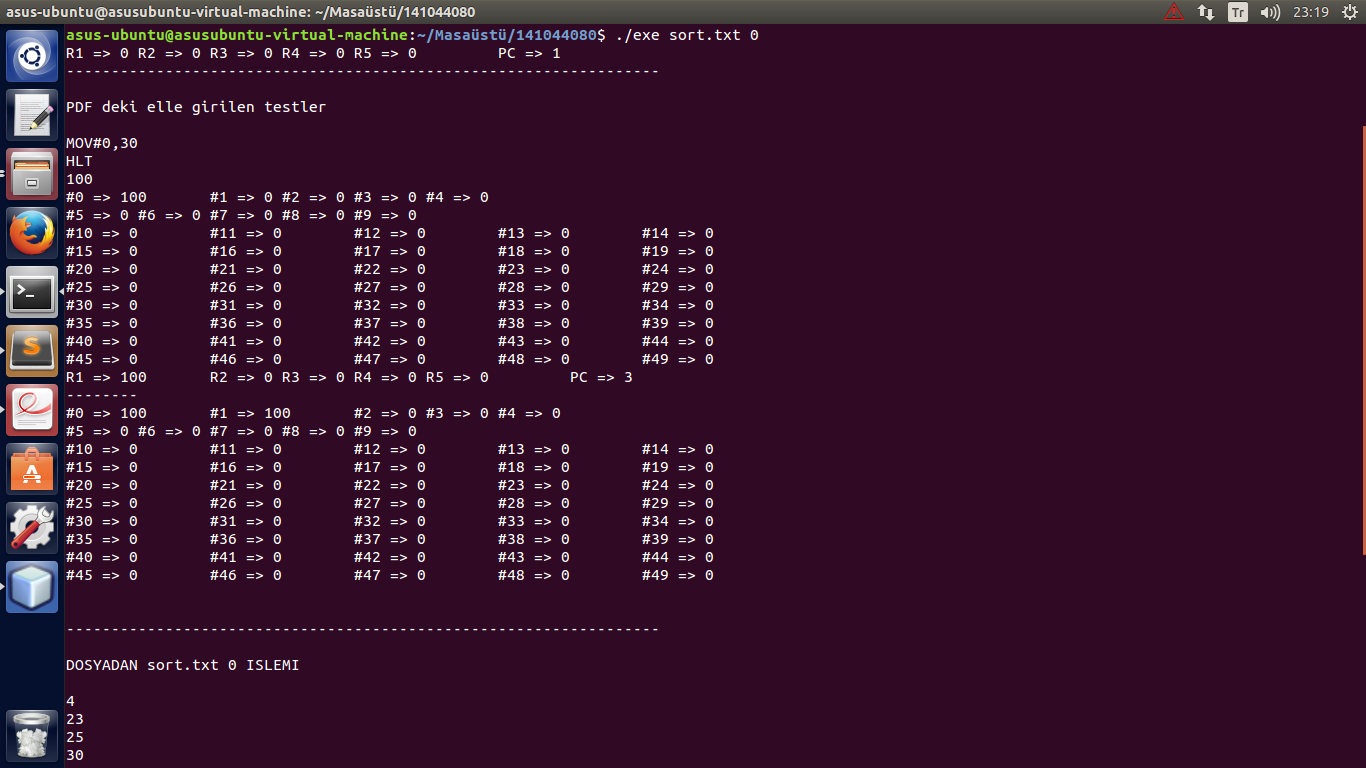 asus-ubuntu@asusubuntu-virtual-machine: ~/Masaüstü/141044080 Tr 23:19
asus-ubuntu@asusubuntu-virtual-machine:~/Masaüstü/141044080$ ./exe sort.txt 0
R1 => 0 R2 => 0 R3 => 0 R4 => 0 R5 => 0 PC => 1
------------------------------------------------------------------
PDF deki elle girilen testler
MOV#0,30
HLT
100
#0 => 100 #1 => 0 #2 => 0 #3 => 0 #4 => 0
#5 => 0 #6 => 0 #7 => 0 #8 => 0 #9 => 0
#10 => 0 #11 => 0 #12 => 0 #13 => 0 #14 => 0
#15 => 0 #16 => 0 #17 => 0 #18 => 0 #19 => 0
#20 => 0 #21 => 0 #22 => 0 #23 => 0 #24 => 0
#25 => 0 #26 => 0 #27 => 0 #28 => 0 #29 => 0
#30 => 0 #31 => 0 #32 => 0 #33 => 0 #34 => 0
#35 => 0 #36 => 0 #37 => 0 #38 => 0 #39 => 0
#40 => 0 #41 => 0 #42 => 0 #43 => 0 #44 => 0
#45 => 0 #46 => 0 #47 => 0 #48 => 0 #49 => 0
R1 => 100 R2 => 0 R3 => 0 R4 => 0 R5 => 0 PC => 3
--------
#0 => 100 #1 => 100 #2 => 0 #3 => 0 #4 => 0
#5 => 0 #6 => 0 #7 => 0 #8 => 0 #9 => 0
#10 => 0 #11 => 0 #12 => 0 #13 => 0 #14 => 0
#15 => 0 #16 => 0 #17 => 0 #18 => 0 #19 => 0
#20 => 0 #21 => 0 #22 => 0 #23 => 0 #24 => 0
#25 => 0 #26 => 0 #27 => 0 #28 => 0 #29 => 0
#30 => 0 #31 => 0 #32 => 0 #33 => 0 #34 => 0
#35 => 0 #36 => 0 #37 => 0 #38 => 0 #39 => 0
#40 => 0 #41 => 0 #42 => 0 #43 => 0 #44 => 0
#45 => 0 #46 => 0 #47 => 0 #48 => 0 #49 => 0
------------------------------------------------------------------
DOSYADAN sort.txt 0 ISLEMI
4
23
25
30